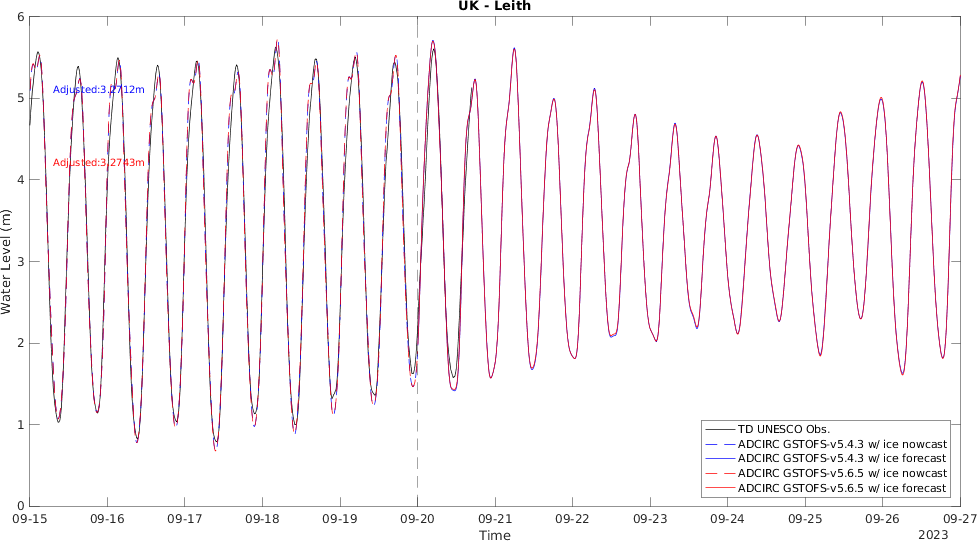 UK - Leith
6
5
4
3
2
1
0
Water Level (m)
Adjusted:3.2712m
Adjusted:3.2743m
TD UNESCO Obs.
ADCIRC GSTOFS-v5.4.3 w/ ice nowcast
ADCIRC GSTOFS-v5.4.3 w/ ice forecast
ADCIRC GSTOFS-v5.6.5 w/ ice nowcast
ADCIRC GSTOFS-v5.6.5 w/ ice forecast
09-15 09-16 09-17 09-18 09-19 09-20 09-21 09-22 09-23 09-24 09-25 09-26 09-27
Time
2023